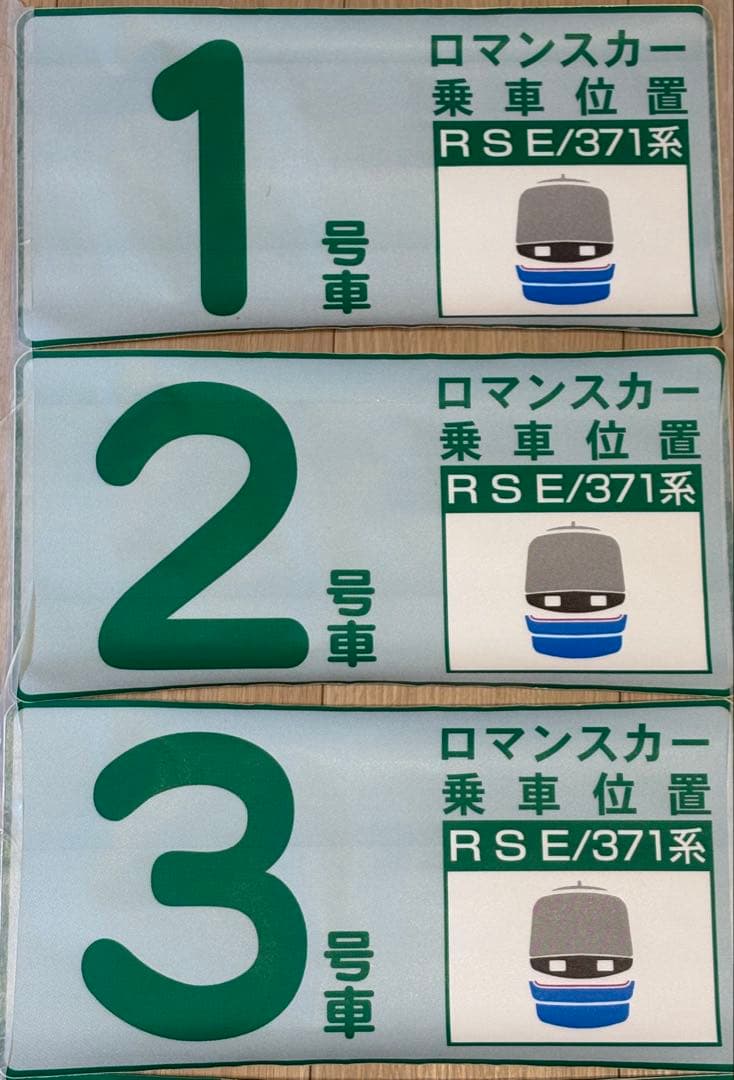 1号車
ロマンスカー
乗車位置
RSE/371系
2号車
ロマンスカー
乗車位置
RSE/371系
3号車
ロマンスカー
乗車位置
RSE/371系